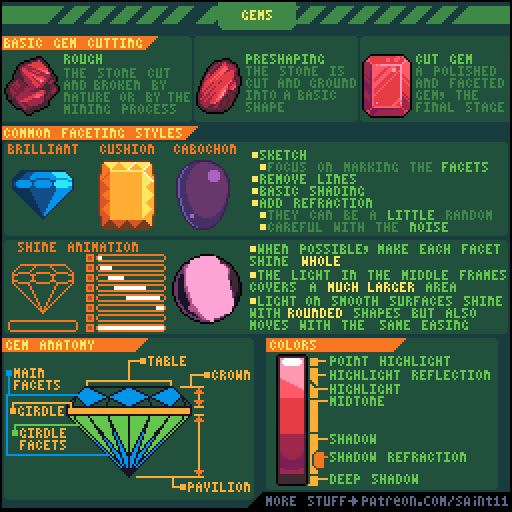 GEMS
BASIC GEM CUTTING
ROUGH
THE STONE CUT
AND BROKEN BY
NATURE OR BY THE
MINING PROCESS
PRESHAPING
THE STONE IS
CUT AND GROUND
INTO A BASIC
SHAPE
CUT GEM
A POLISHED
AND FACETED
GEM, THE
FINAL STAGE
COMMON FACETING STYLES
BRILLIANT
CUSHION
CABOCHON
SKETCH
FOCUS ON MARKING THE FACETS
REMOVE LINES
BASIC SHADING
ADD REFRACTION
THEY CAN BE A LITTLE RANDOM
CAREFUL WITH THE NOISE
SHINE ANIMATION
WHEN POSSIBLE, MAKE EACH FACET
SHINE WHOLE
THE LIGHT IN THE MIDDLE FRAMES
COVERS A MUCH LARGER AREA
LIGHT ON SMOOTH SURFACES SHINE
WITH ROUNDED SHAPES BUT ALSO
MOVES WITH THE SAME EASING
GEM ANATOMY
TABLE
MAIN
FACETS
CROWN
GIRDLE
GIRDLE
FACETS
PAVILION
COLORS
POINT HIGHLIGHT
HIGHLIGHT REFLECTION
HIGHLIGHT
MIDTONE
SHADOW
SHADOW REFRACTION
DEEP SHADOW
MORE STUFF→PATREON.COM/SAINT11